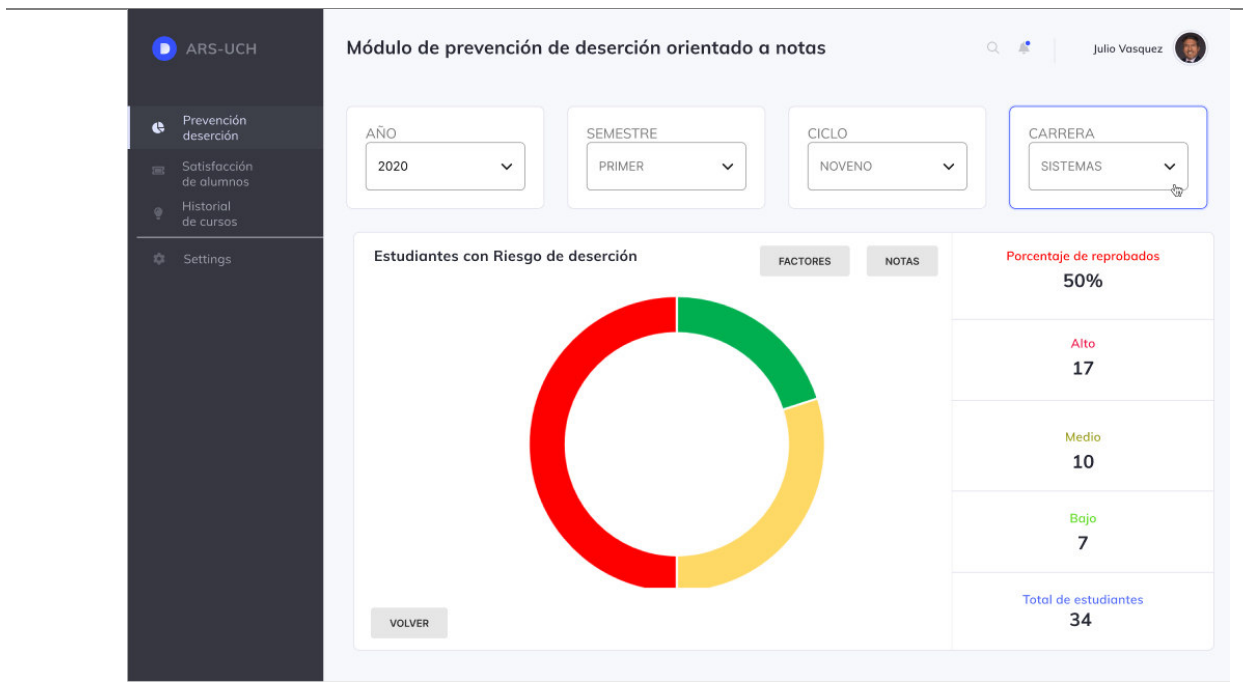 ARS-UCH
Módulo de prevención de deserción orientado a notas
Julio Vasquez
Prevención
deserción
Satisfacción
de alumnos
Historial
de cursos
Settings
AÑO
2020
SEMESTRE
PRIMER
CICLO
NOVENO
CARRERA
SISTEMAS
Estudiantes con Riesgo de deserción
FACTORES
NOTAS
VOLVER
Porcentaje de reprobados
50%
Alto
17
Medio
10
Bajo
7
Total de estudiantes
34